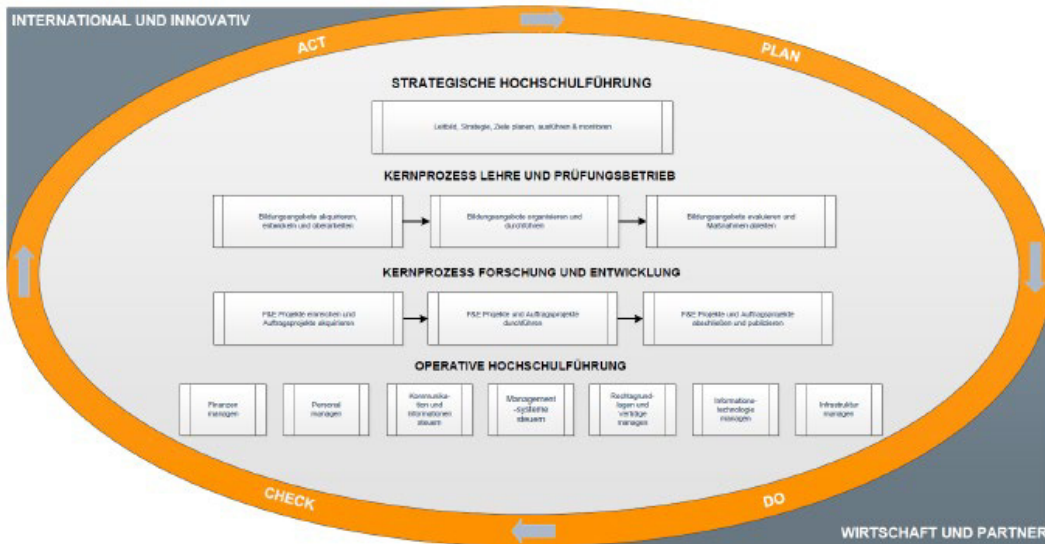 INTERNATIONAL UND INNOVATIV
ACT
PLAN
STRATEGISCHE HOCHSCHULFÜHRUNG
Leitbild, Strategie, Ziele planen, ausführen & monitoren
KERNPROZESS LEHRE UND PRÜFUNGSBETRIEB
Bildungsangebote akquirieren,
entwickeln und überarbeiten
Bildungsangebote organisieren und
durchführen
Bildungsangebote evaluieren und
Maßnahmen ableiten
KERNPROZESS FORSCHUNG UND ENTWICKLUNG
F&E Projekte einreichen und
Auftragsprojekte akquirieren
F&E Projekte und Auftragsprojekte
durchführen
F&E Projekte und Auftragsprojekte
abschließen und publizieren
OPERATIVE HOCHSCHULFÜHRUNG
Finanzen
managen
Personal
managen
Kommunika-
tion und
Informationen
steuern
Management
-systeme
steuern
Rechtsgrund-
lagen und
Verträge
managen
Informations-
technologie
managen
Infrastruktur
managen
CHECK
DO
WIRTSCHAFT UND PARTNER